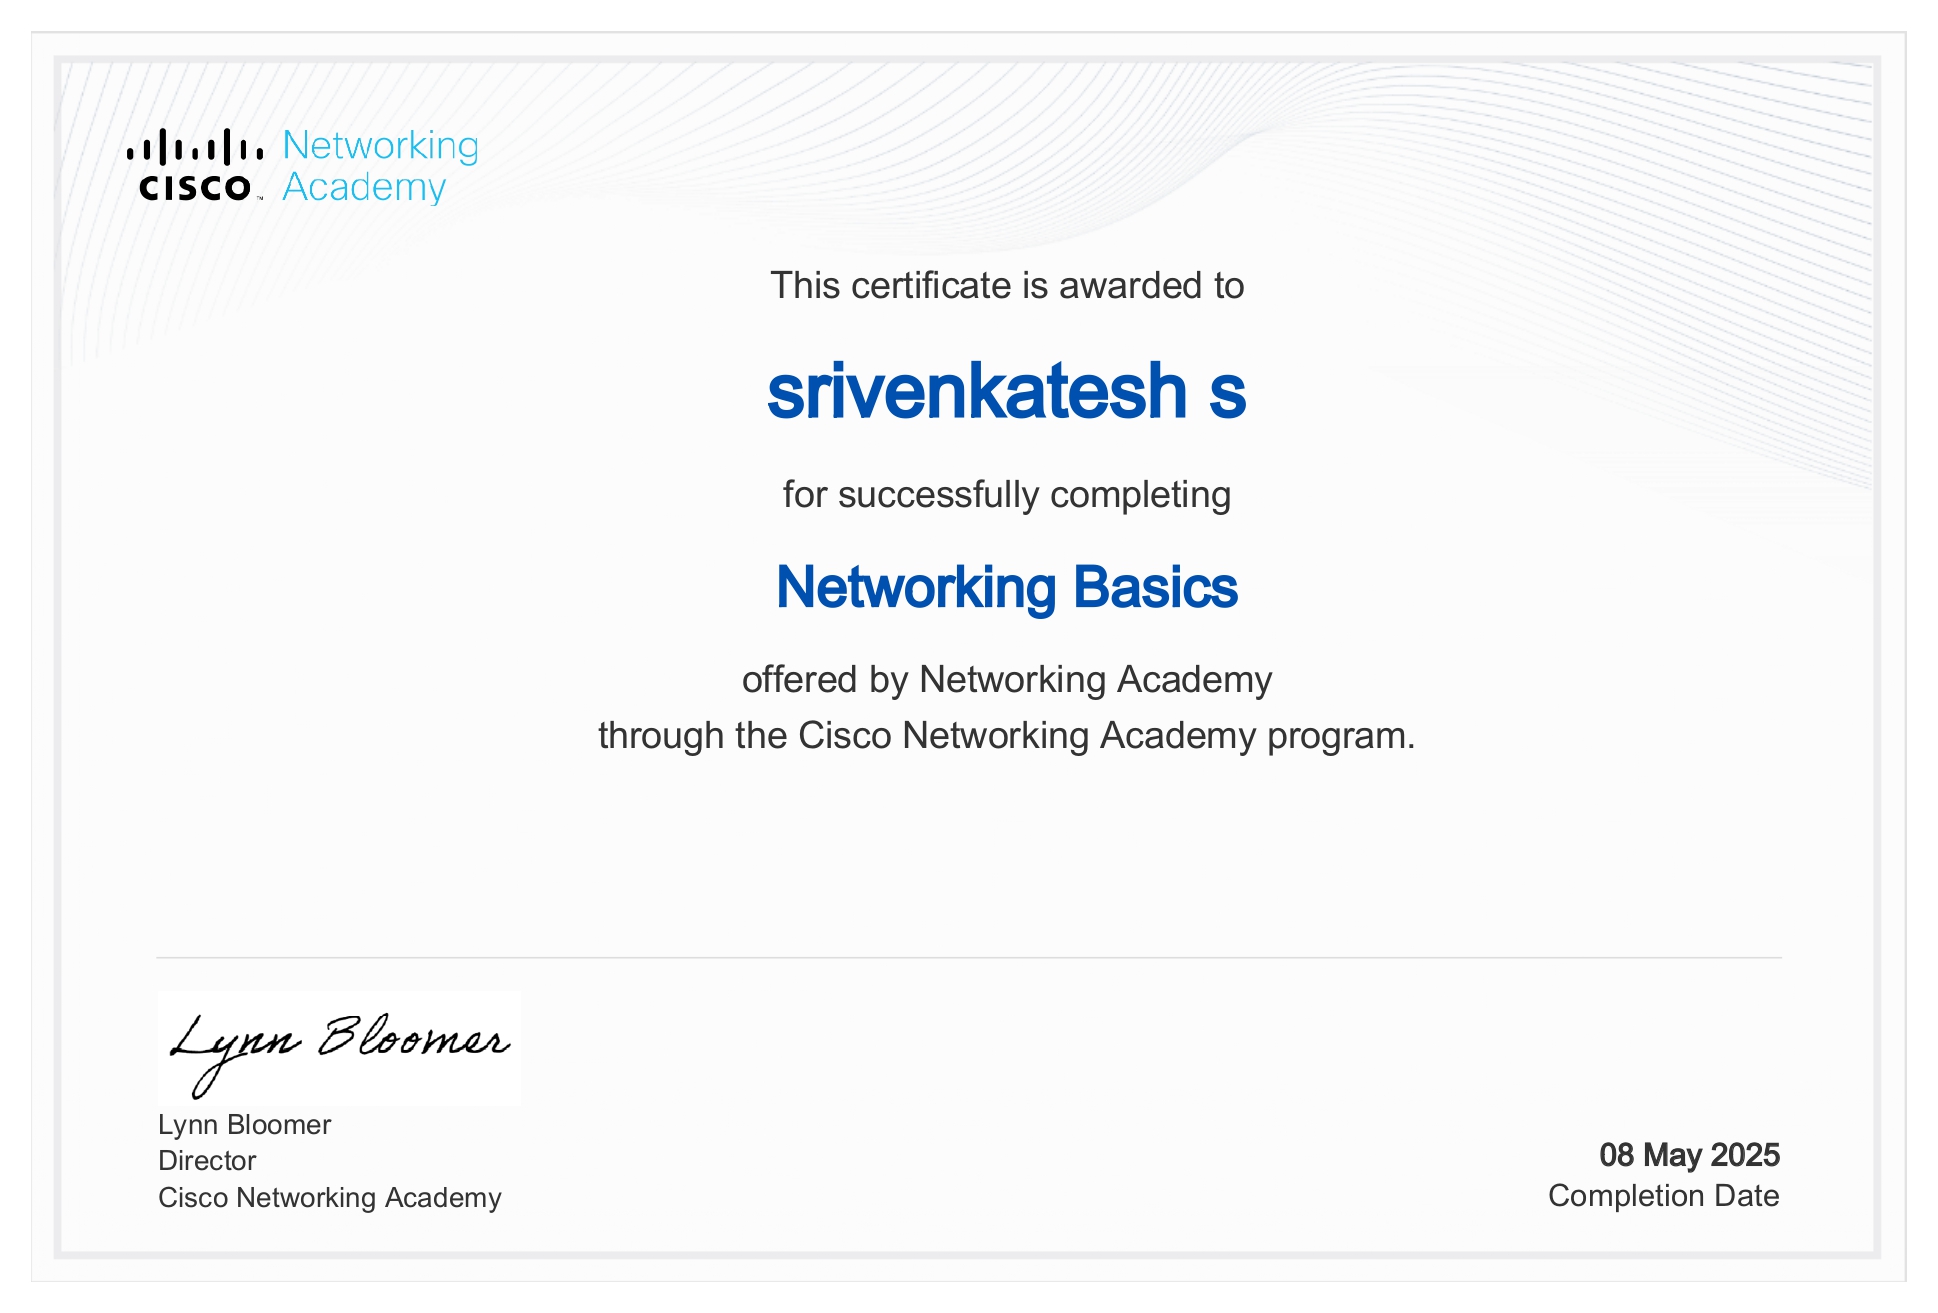 Networking
Academy
CISCO™
This certificate is awarded to
srivenkatesh s
for successfully completing
Networking Basics
offered by Networking Academy
through the Cisco Networking Academy program.
Lynn Bloomer
Lynn Bloomer
Director
Cisco Networking Academy
08 May 2025
Completion Date